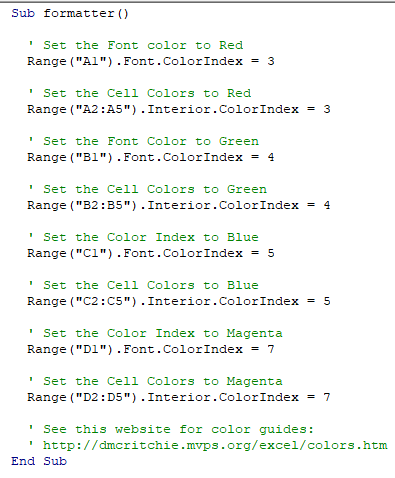 Sub formatter()
' Set the Font color to Red
Range("A1").Font.ColorIndex = 3
' Set the Cell Colors to Red
Range("A2:A5").Interior.ColorIndex = 3
' Set the Font Color to Green
Range("B1").Font.ColorIndex = 4
' Set the Cell Colors to Green
Range("B2:B5").Interior.ColorIndex = 4
' Set the Color Index to Blue
Range("C1").Font.ColorIndex = 5
' Set the Cell Colors to Blue
Range("C2:C5").Interior.ColorIndex = 5
' Set the Color Index to Magenta
Range("D1").Font.ColorIndex = 7
' Set the Cell Colors to Magenta
Range("D2:D5").Interior.ColorIndex = 7
' See this website for color guides:
' http://dmcritchie.mvps.org/excel/colors.htm
End Sub